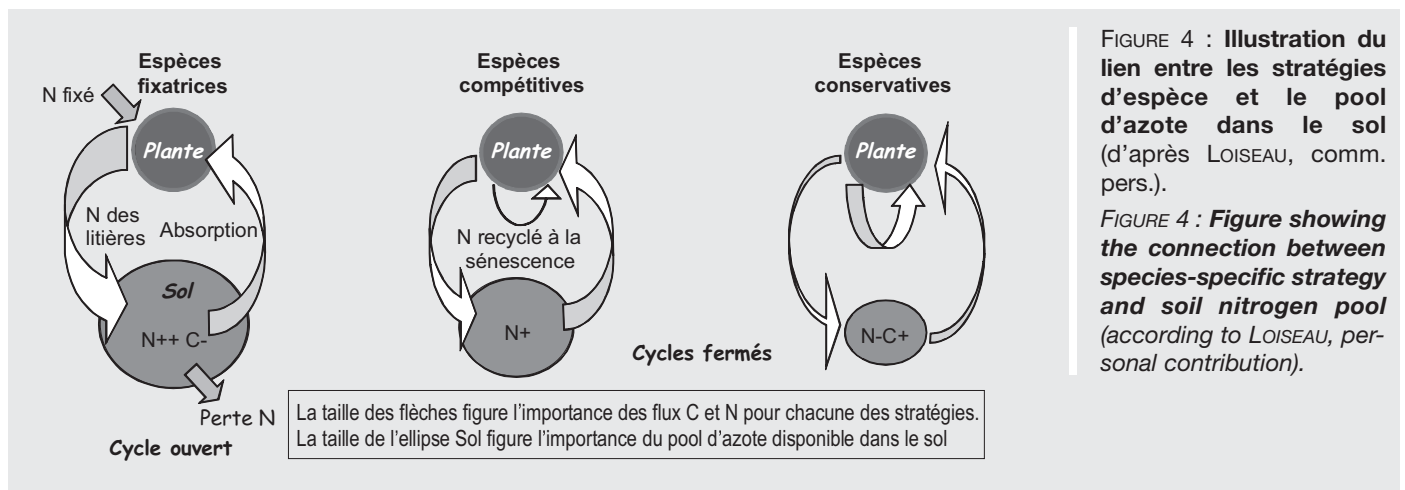 Espèces
fixatrices
N fixé
Plante
N des
litières
Absorption
Sol
N++ C-
Perte N
Cycle ouvert
Espèces
compétitives
Plante
N recyclé à la
sénescence
N+
Cycles fermés
Espèces
conservatives
Plante
N-C+
La taille des flèches figure l'importance des flux C et N pour chacune des stratégies.
La taille de l'ellipse Sol figure l'importance du pool d'azote disponible dans le sol
FIGURE 4 : Illustration du
lien entre les stratégies
d'espèce et le pool
d'azote dans le sol
(d'après LOISEAU, comm.
pers.).
FIGURE 4 : Figure showing
the connection between
species-specific strategy
and soil nitrogen pool
(according to LOISEAU, per-
sonal contribution).